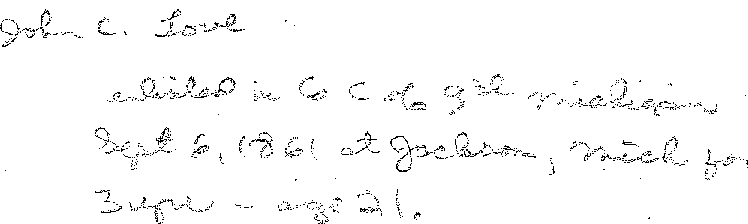 John C. Love
enlisted in Co C of 9th Michigan
Sept 6, 1861 at Jackson, Mich for
3 yrs - age 21.